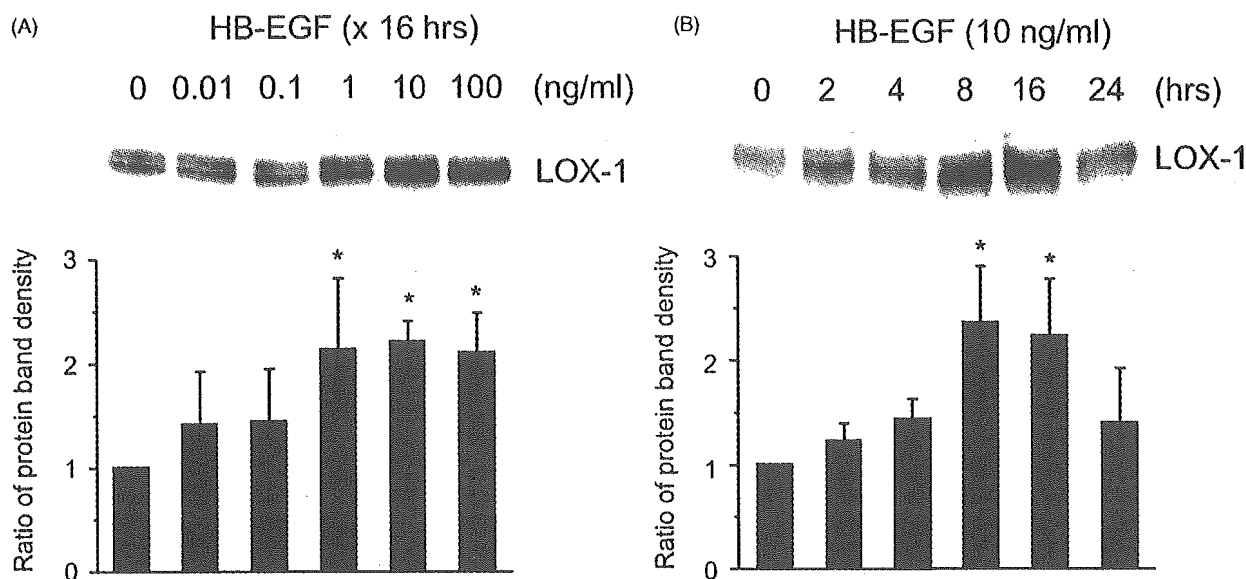 (A)
HB-EGF (x 16 hrs)
0 0.01 0.1 1 10 100 (ng/ml)
LOX-1
Ratio of protein band density
3
2
1
0
* * *
(B)
HB-EGF (10 ng/ml)
0 2 4 8 16 24 (hrs)
LOX-1
Ratio of protein band density
3
2
1
0
* *